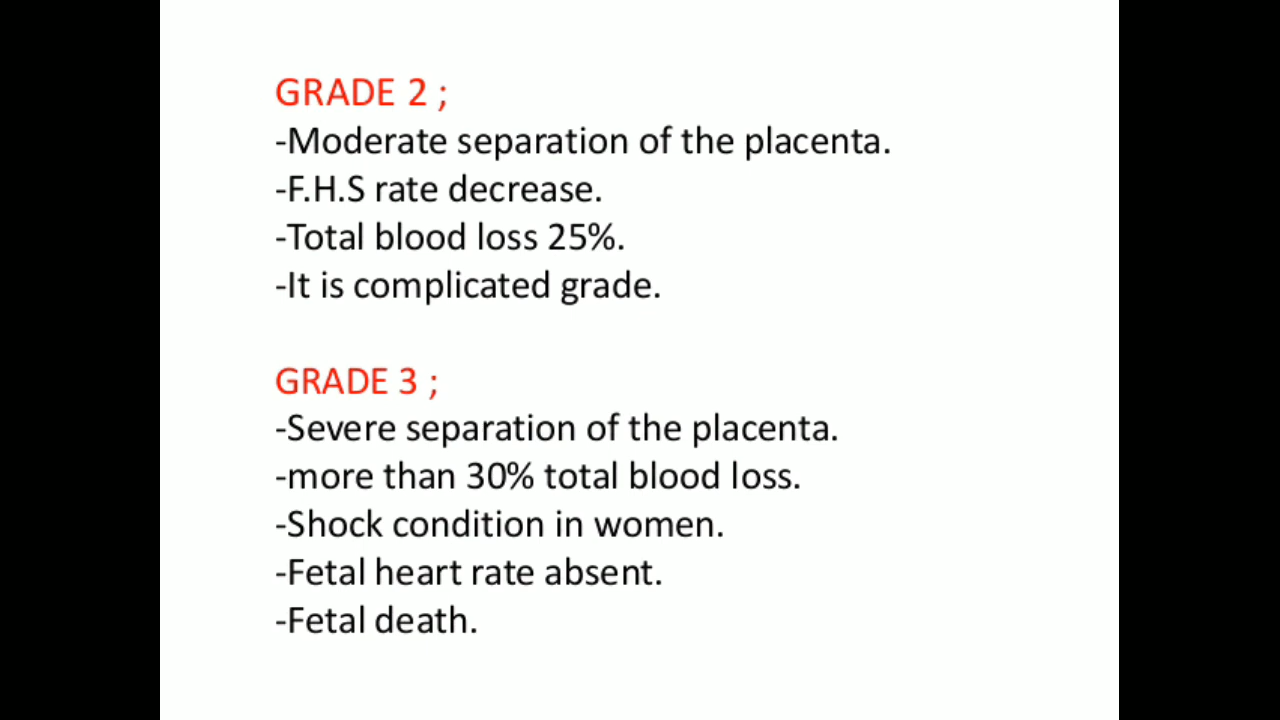 GRADE 2 ;
-Moderate separation of the placenta.
-F.H.S rate decrease.
-Total blood loss 25%.
-It is complicated grade.
GRADE 3 ;
-Severe separation of the placenta.
-more than 30% total blood loss.
-Shock condition in women.
-Fetal heart rate absent.
-Fetal death.